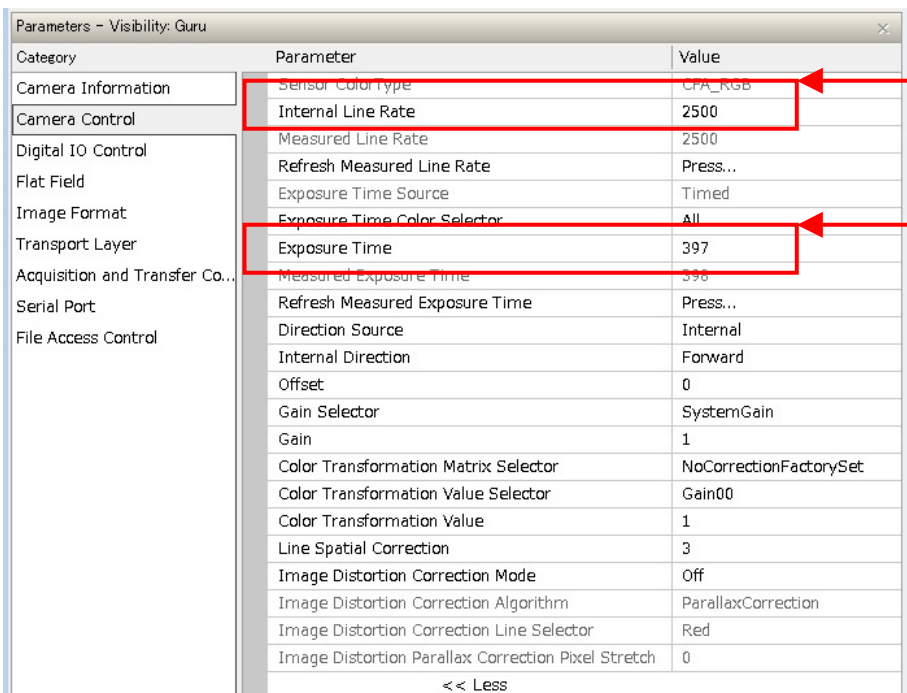 Parameters - Visibility: Guru
Category
Parameter Value
Camera Information
Camera Control
Digital IO Control
Flat Field
Image Format
Transport Layer
Acquisition and Transfer Co...
Serial Port
File Access Control
Sensor ColorType CFA_RGB
Internal Line Rate 2500
Measured Line Rate 2500
Refresh Measured Line Rate Press...
Exposure Time Source Timed
Exposure Time Color Selector All
Exposure Time 397
Measured Exposure Time 398
Refresh Measured Exposure Time Press...
Direction Source Internal
Internal Direction Forward
Offset 0
Gain Selector SystemGain
Gain 1
Color Transformation Matrix Selector NoCorrectionFactorySet
Color Transformation Value Selector Gain00
Color Transformation Value 1
Line Spatial Correction 3
Image Distortion Correction Mode Off
Image Distortion Correction Algorithm ParallaxCorrection
Image Distortion Correction Line Selector Red
Image Distortion Parallax Correction Pixel Stretch 0
<< Less